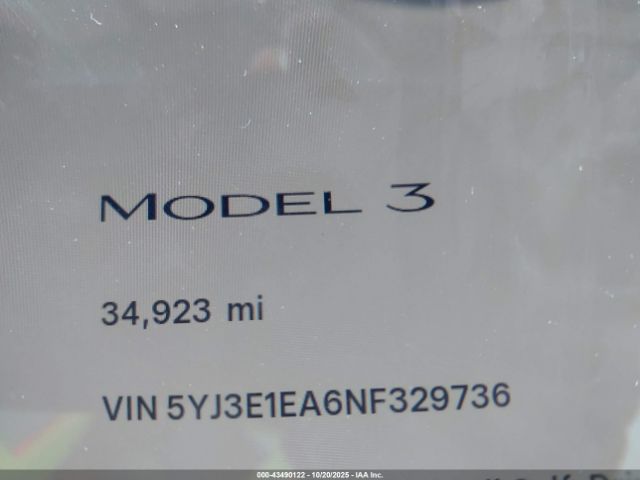 MODEL 3
34,923 mi
VIN 5YJ3E1EA6NF329736
000-43490122 - 10/20/2025 - IAA Inc.